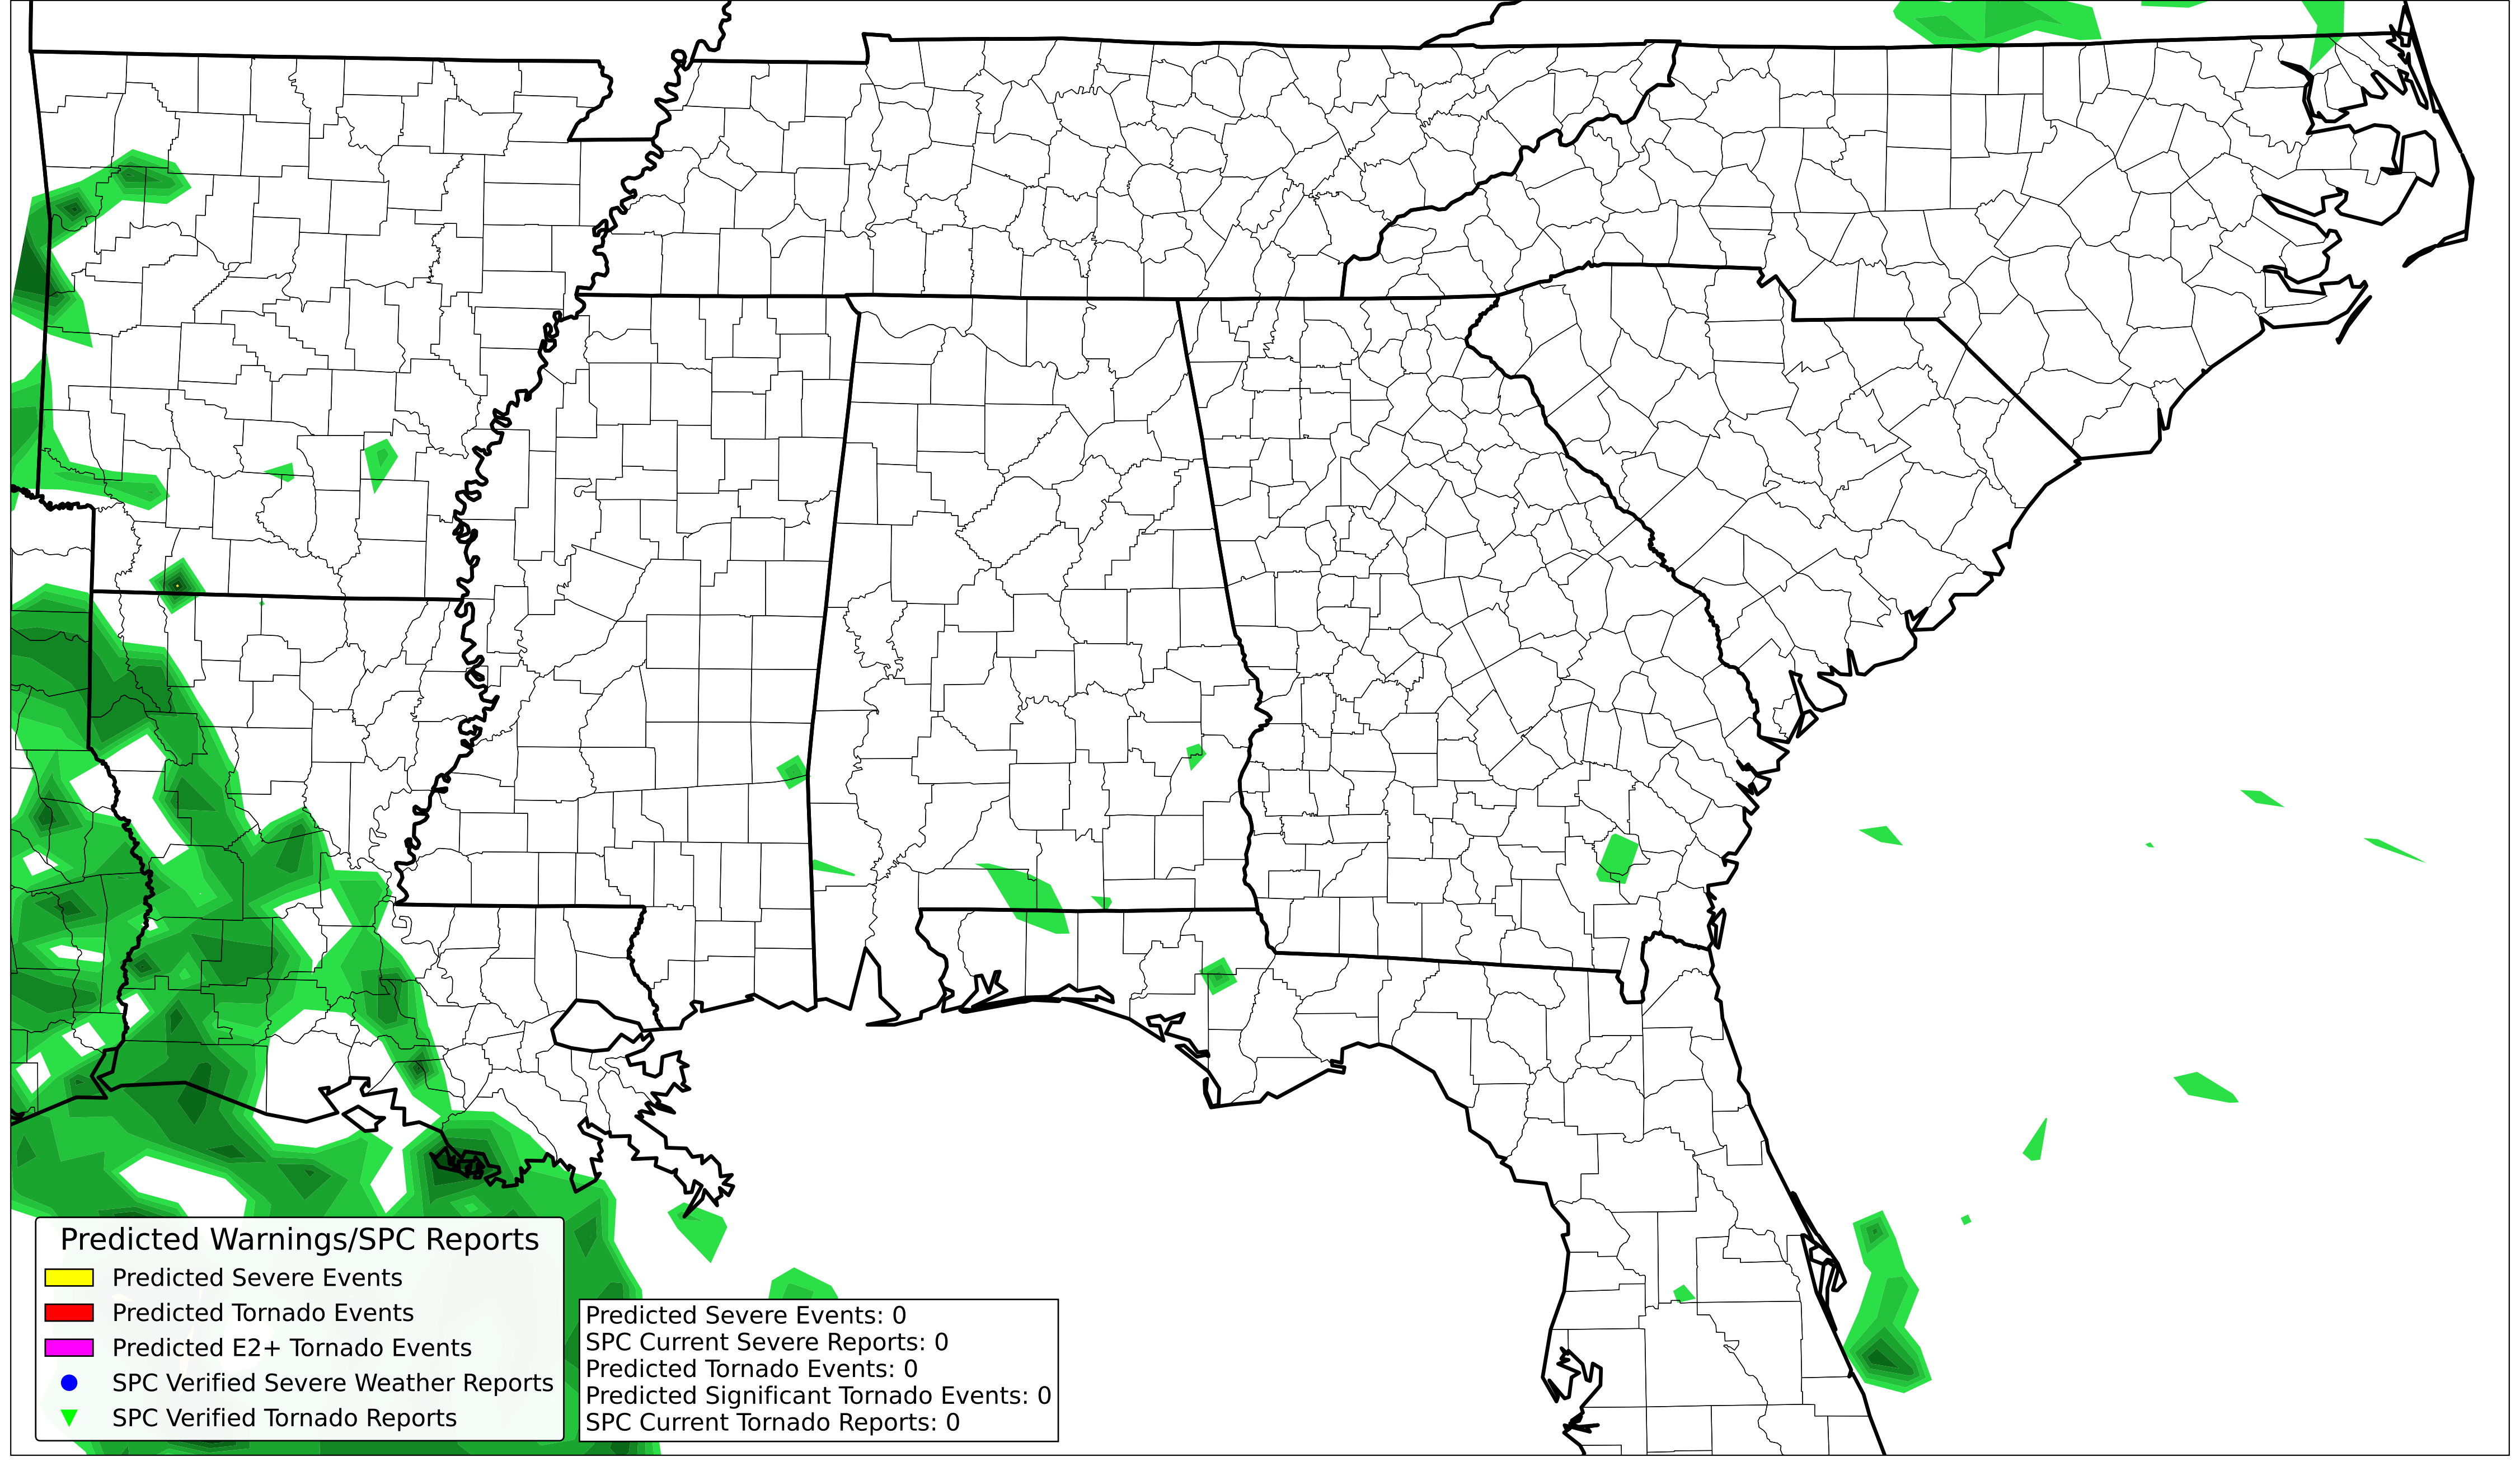 Predicted Warnings/SPC Reports
Predicted Severe Events
Predicted Tornado Events
Predicted E2+ Tornado Events
SPC Verified Severe Weather Reports
SPC Verified Tornado Reports
Predicted Severe Events: 0
SPC Current Severe Reports: 0
Predicted Tornado Events: 0
Predicted Significant Tornado Events: 0
SPC Current Tornado Reports: 0